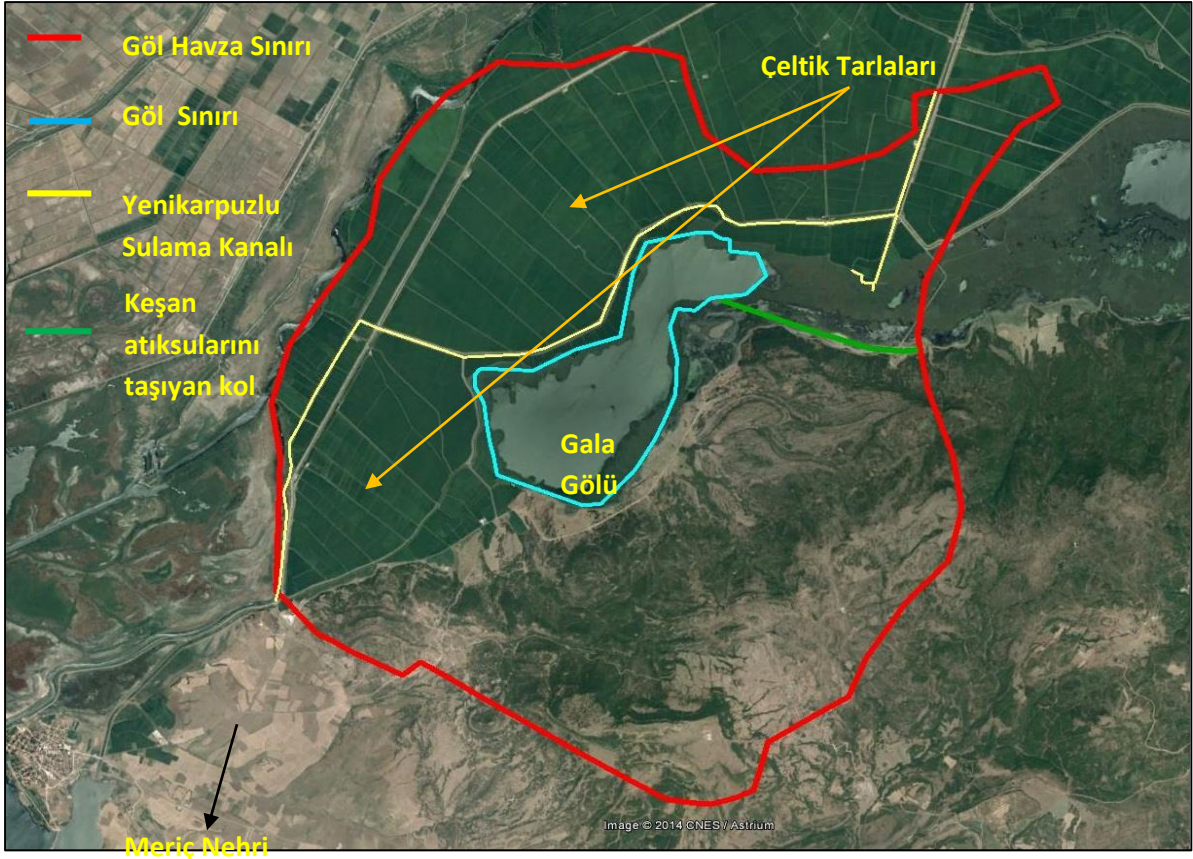 Göl Havza Sınırı
Göl Sınırı
Yenikarpuzlu
Sulama Kanalı
Keşan
atıksularını
taşıyan kol
Çeltik Tarlaları
Gala
Gölü
Meriç Nehri
Image © 2014 CNES / Astrium